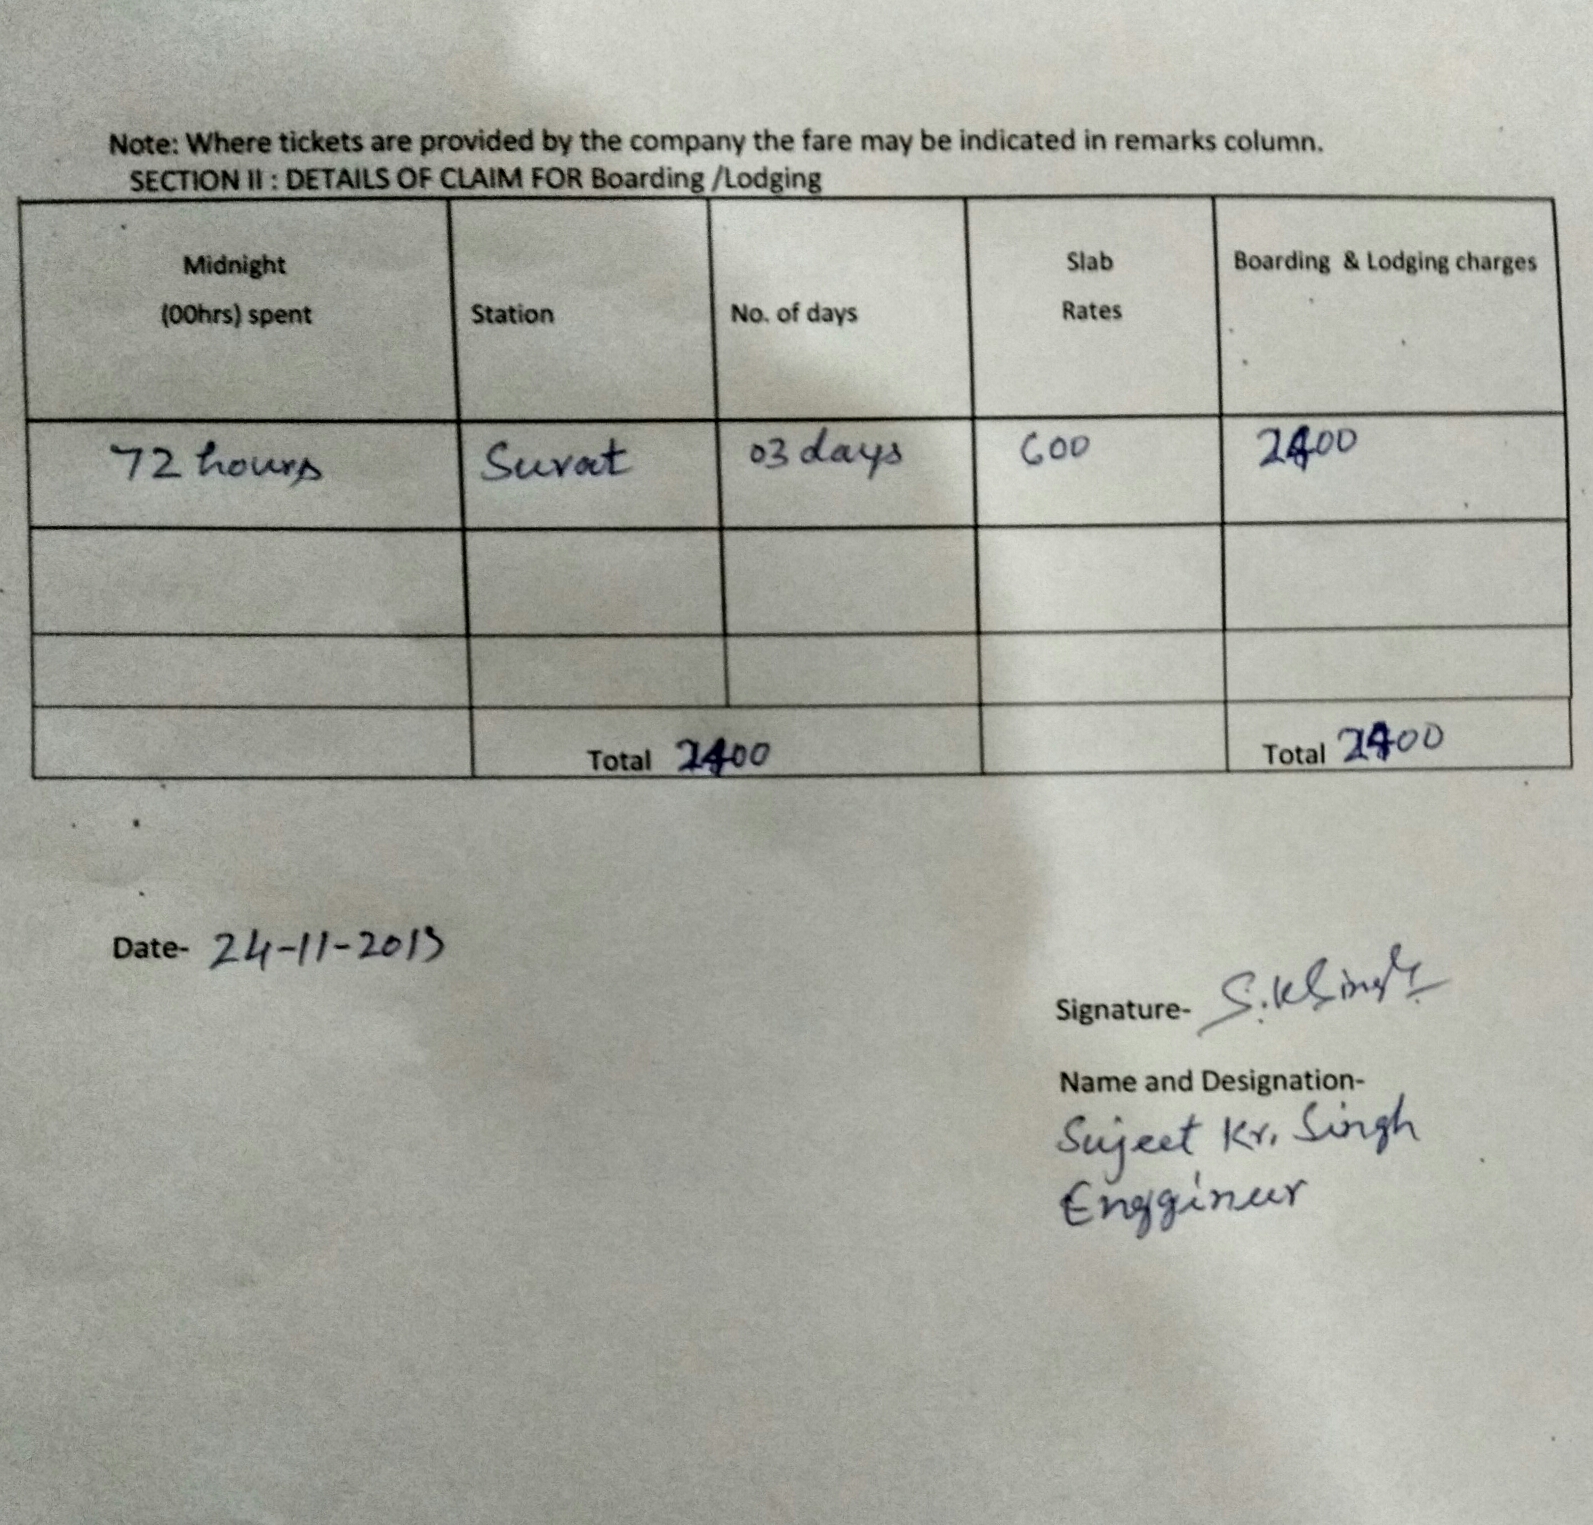 Note: Where tickets are provided by the company the fare may be indicated in remarks column.
SECTION II : DETAILS OF CLAIM FOR Boarding /Lodging
Midnight (00hrs) spent
Station
No. of days
Slab Rates
Boarding & Lodging charges
72 hours
Surat
03 days
600
2400
Total 2400
Total 2400
Date- 24-11-2013
Signature- S.KSingh
Name and Designation-
Sujeet Kr. Singh
Enggineer